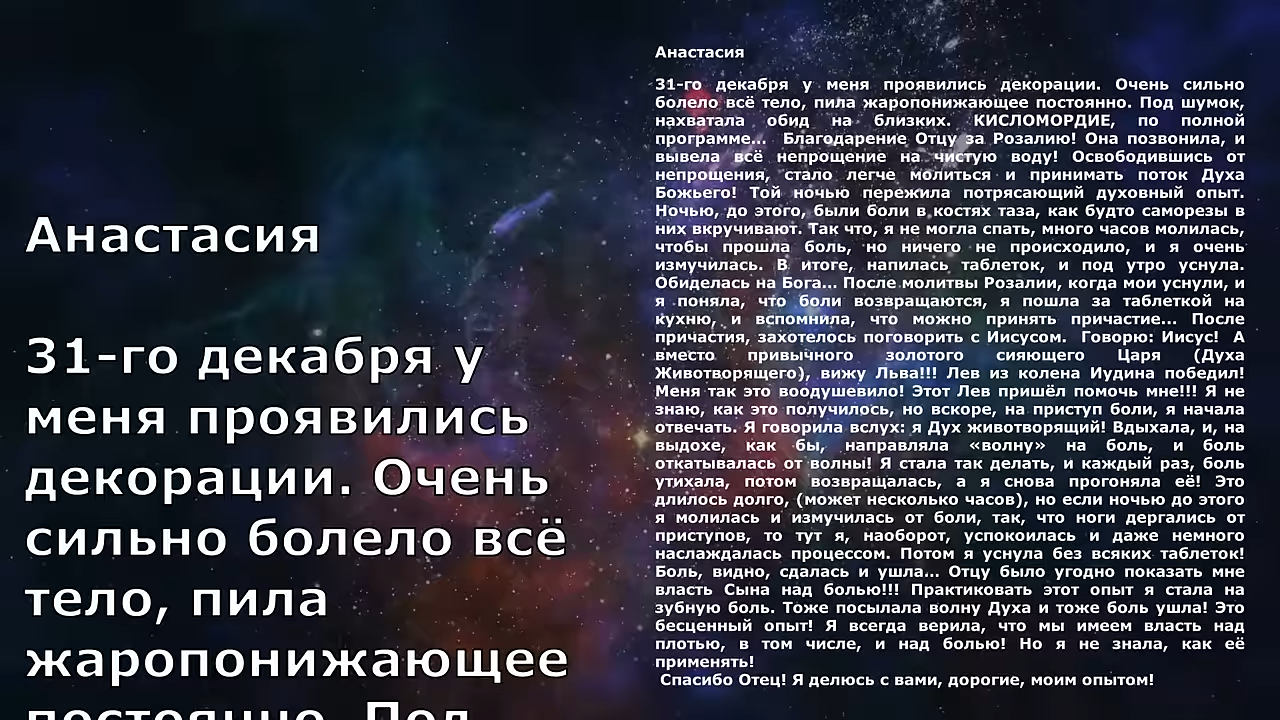 Анастасия
31-го декабря у
меня проявились
декорации. Очень
сильно болело всё
тело, пила
жаропонижающее
постоянно. Под
Анастасия
31-го декабря у меня проявились декорации. Очень сильно
болело всё тело, пила жаропонижающее постоянно. Под шумок,
нахватала обид на близких. КИСЛОМОРДИЕ, по полной
программе... Благодарение Отцу за Розалию! Она позвонила, и
вывела всё непрощение на чистую воду! Освободившись от
непрощения, стало легче молиться и принимать поток Духа
Божьего! Той ночью пережила потрясающий духовный опыт.
Ночью, до этого, были боли в костях таза, как будто саморезы в
них вкручивают. Так что, я не могла спать, много часов молилась,
чтобы прошла боль, но ничего не происходило, и я очень
измучилась. В итоге, напилась таблеток, и под утро уснула.
Обиделась на Бога... После молитвы Розалии, когда мои уснули, и
я поняла, что боли возвращаются, я пошла за таблеткой на
кухню, и вспомнила, что можно принять причастие... После
причастия, захотелось поговорить с Иисусом. Говорю: Иисус! А
вместо привычного золотого сияющего Царя (Духа
Животворящего), вижу Льва!!! Лев из колена Иудина победил!
Меня так это воодушевило! Этот Лев пришёл помочь мне!!! Я не
знаю, как это получилось, но вскоре, на приступ боли, я начала
отвечать. Я говорила вслух: я Дух животворящий! Вдыхала, и, на
выдохе, как бы, направляла «волну» на боль, и боль
откатывалась от волны! Я стала так делать, и каждый раз, боль
утихала, потом возвращалась, а я снова прогоняла её! Это
длилось долго, (может несколько часов), но если ночью до этого
я молилась и измучилась от боли, так, что ноги дергались от
приступов, то тут я, наоборот, успокоилась и даже немного
наслаждалась процессом. Потом я уснула без всяких таблеток!
Боль, видно, сдалась и ушла... Отцу было угодно показать мне
власть Сына над болью!!! Практиковать этот опыт я стала на
зубную боль. Тоже посылала волну Духа и тоже боль ушла! Это
бесценный опыт! Я всегда верила, что мы имеем власть над
плотью, в том числе, и над болью! Но я не знала, как её
применять!
Спасибо Отец! Я делюсь с вами, дорогие, моим опытом!